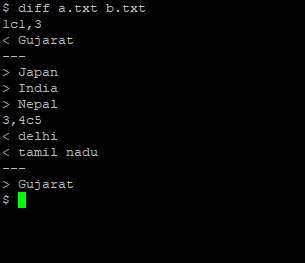 $ diff a.txt b.txt
1c1,3
< Gujarat
---
> Japan
> India
> Nepal
3,4c5
< delhi
< tamil nadu
---
> Gujarat
$